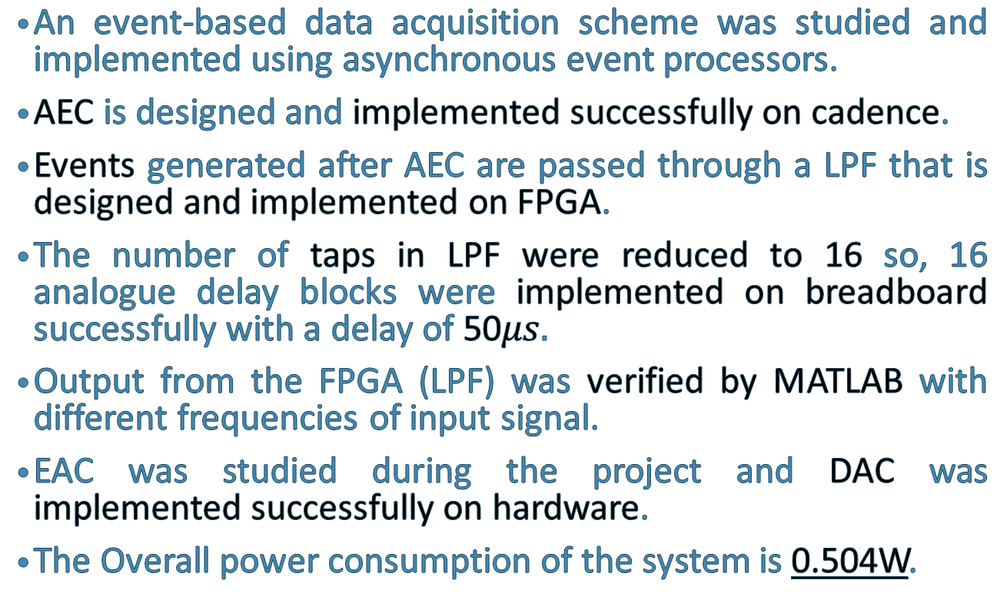 •An event-based data acquisition scheme was studied and
implemented using asynchronous event processors.
•AEC is designed and implemented successfully on cadence.
•Events generated after AEC are passed through a LPF that is
designed and implemented on FPGA.
•The number of taps in LPF were reduced to 16 so, 16
analogue delay blocks were implemented on breadboard
successfully with a delay of 50𝜇𝑠.
•Output from the FPGA (LPF) was verified by MATLAB with
different frequencies of input signal.
•EAC was studied during the project and DAC was
implemented successfully on hardware.
•The Overall power consumption of the system is 0.504W.